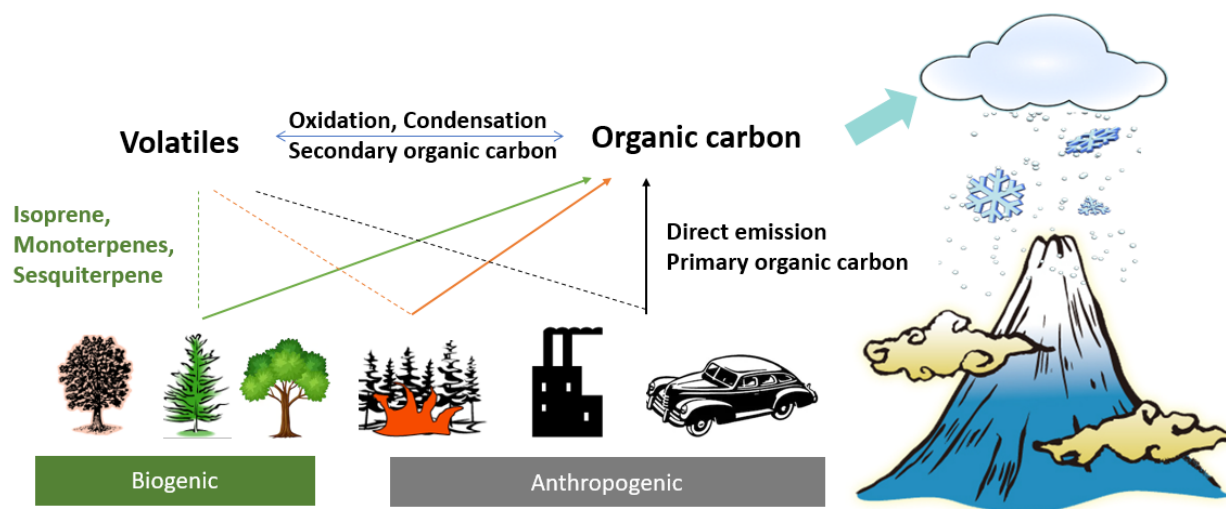 Volatiles
Oxidation, Condensation
Secondary organic carbon
Organic carbon
Isoprene,
Monoterpenes,
Sesquiterpene
Direct emission
Primary organic carbon
Biogenic
Anthropogenic